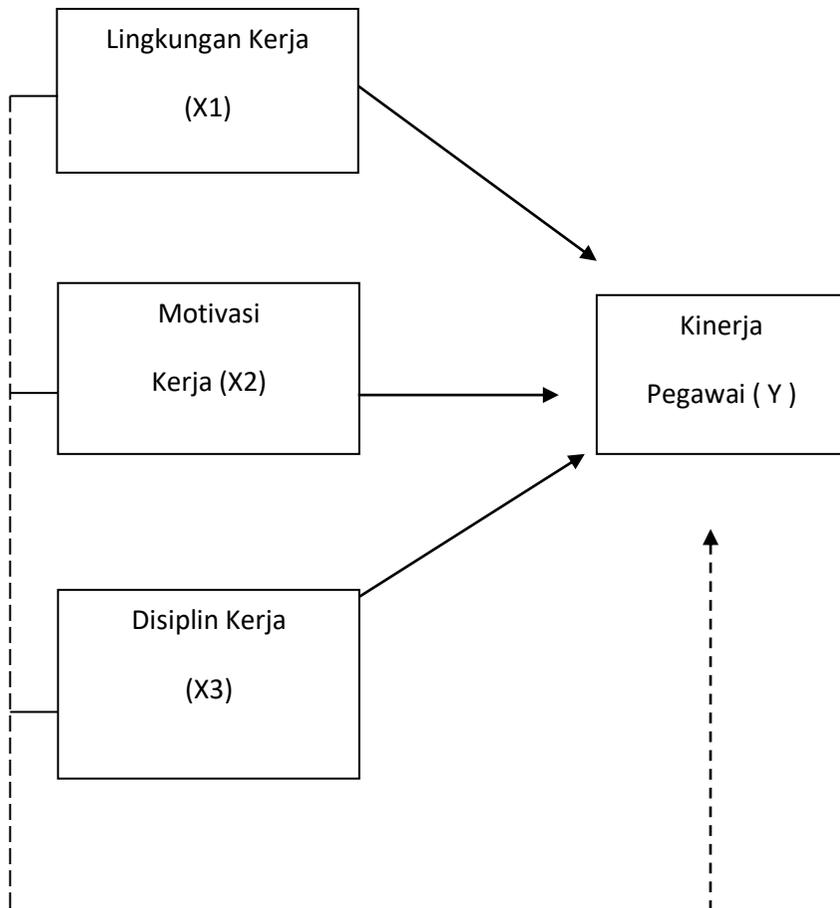 Lingkungan Kerja
(X1)
Motivasi
Kerja (X2)
Kinerja
Pegawai ( Y )
Disiplin Kerja
(X3)